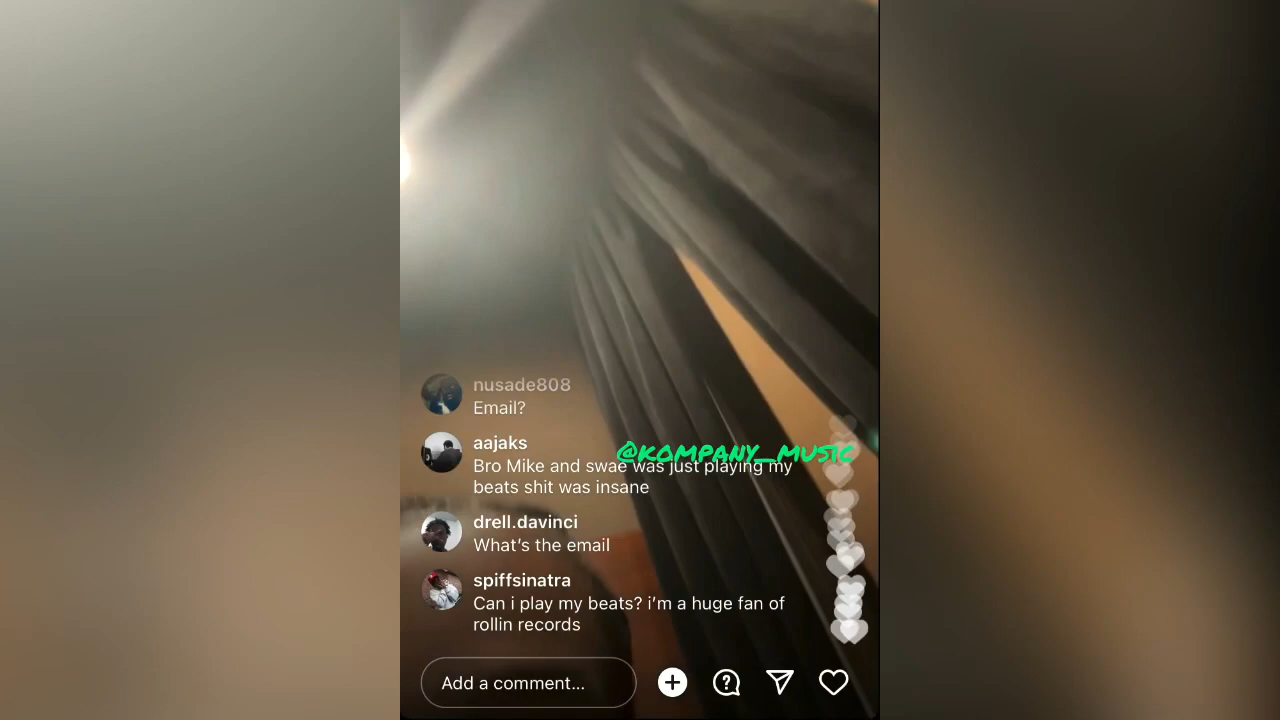 nusade808
Email?
aajaks
@KOMPANY_MUSIC
Bro Mike and swae was just playing my
beats shit was insane
drell.davinci
What's the email
spiffsinatra
Can i play my beats? i'm a huge fan of
rollin records
Add a comment...